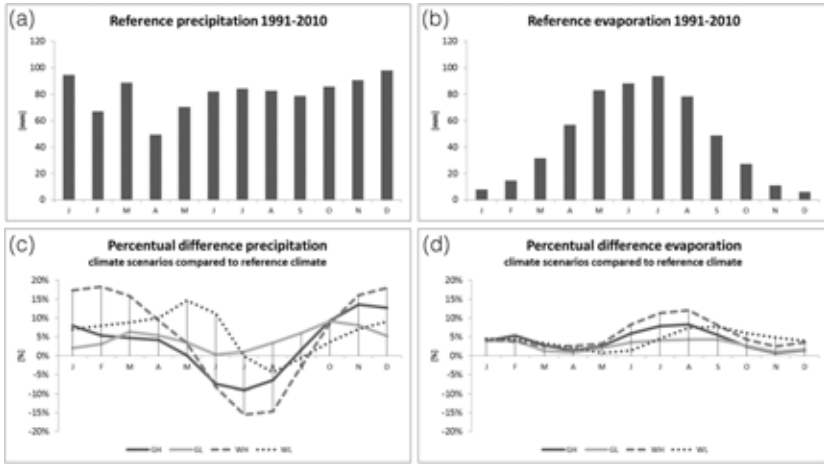 (a) Reference precipitation 1991-2010
120
100
80
60
40
20
0
[mm]
J F M A M J J A S O N D
(b) Reference evaporation 1991-2010
120
100
80
60
40
20
0
[mm]
J F M A M J J A S O N D
(c) Percentual difference precipitation
climate scenarios compared to reference climate
20%
15%
10%
5%
0%
-5%
-10%
-15%
-20%
[%]
J F M A M J J A S O N D
GH GL WH WL
(d) Percentual difference evaporation
climate scenarios compared to reference climate
20%
15%
10%
5%
0%
-5%
-10%
-15%
-20%
[%]
J F M A M J J A S O N D
GH GL WH WL